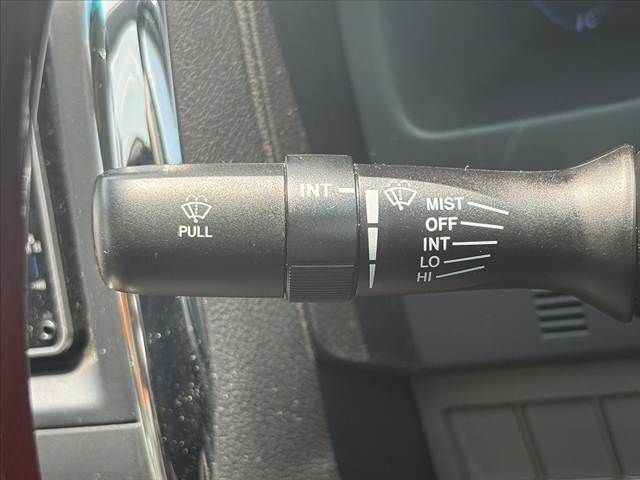 PULL
INT
MIST
OFF
INT
LO
HI